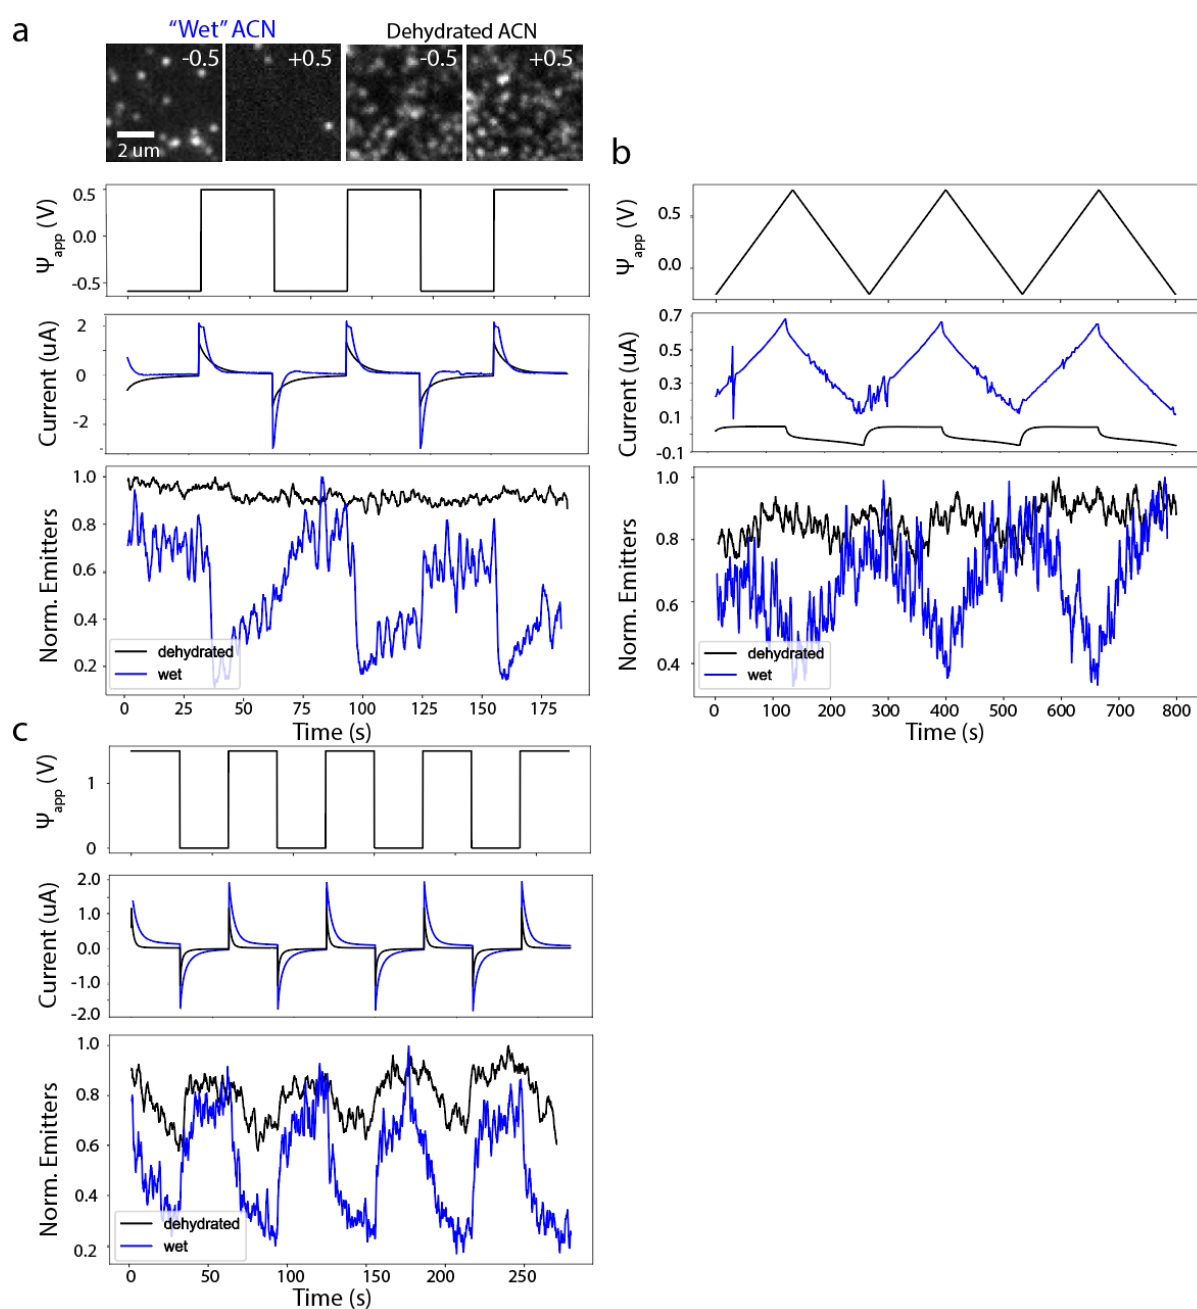 a
“Wet” ACN
Dehydrated ACN
-0.5
+0.5
-0.5
+0.5
2 um
0.5
0.0
-0.5
Ψapp (V)
2
0
-2
Current (uA)
1.0
0.8
0.6
0.4
0.2
Norm. Emitters
dehydrated
wet
0 25 50 75 100 125 150 175
Time (s)
b
0.5
0.0
Ψapp (V)
0.7
0.5
0.3
0.1
-0.1
Current (uA)
1.0
0.8
0.6
0.4
Norm. Emitters
dehydrated
wet
0 100 200 300 400 500 600 700 800
Time (s)
c
1
0
Ψapp (V)
2.0
1.0
0.0
-1.0
-2.0
Current (uA)
1.0
0.8
0.6
0.4
0.2
Norm. Emitters
dehydrated
wet
0 50 100 150 200 250
Time (s)